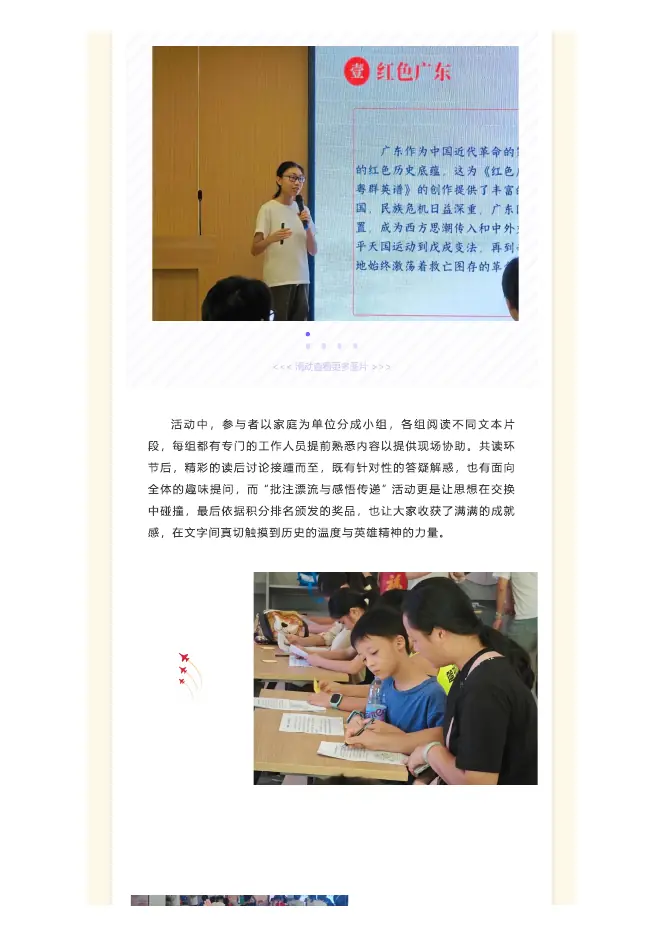 壹 红色广东
广东作为中国近代革命的
的红色历史底蕴，这为《红色
粤群英谱》的创作提供了丰富的
国，民族危机日益深重，广东
置，成为西方思潮传入和中外
平天国运动到戊戌变法，再到
地始终激荡着救亡图存的革
<<< 滑动查看更多图片 >>>
活动中，参与者以家庭为单位分成小组，各组阅读不同文本片
段，每组都有专门的工作人员提前熟悉内容以提供现场协助。共读环
节后，精彩的读后讨论接踵而至，既有针对性的答疑解惑，也有面向
全体的趣味提问，而“批注漂流与感悟传递”活动更是让思想在交换
中碰撞，最后依据积分排名颁发的奖品，也让大家收获了满满的成就
感，在文字间真切触摸到历史的温度与英雄精神的力量。